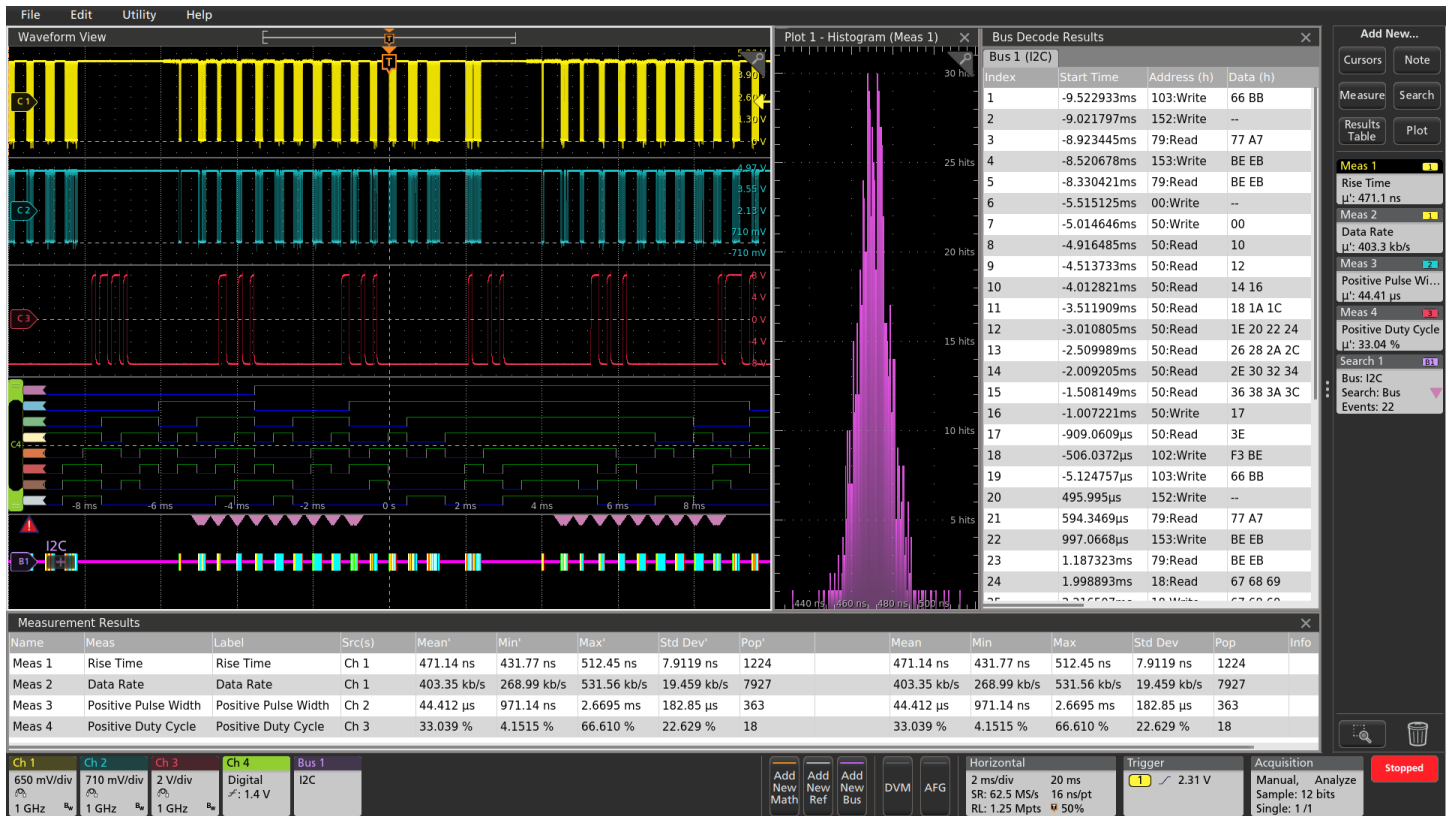 File Edit Utility Help
Waveform View
T
T
C1
3.90
2.60
1.30 V
0 V
C2
4.97 V
3.55 V
2.13 V
710 mV
-710 mV
C3
8 V
4 V
0 V
-4 V
-8 V
C4
-8 ms -6 ms -4 ms -2 ms 0 s 2 ms 4 ms 6 ms 8 ms
I2C
B1
Plot 1 - Histogram (Meas 1)
30 hits
25 hits
20 hits
15 hits
10 hits
5 hits
440 ns 460 ns 480 ns 500 ns
Bus Decode Results
Bus 1 (I2C)
Index Start Time Address (h) Data (h)
1 -9.522933ms 103:Write 66 BB
2 -9.021797ms 152:Write --
3 -8.923445ms 79:Read 77 A7
4 -8.520678ms 153:Write BE EB
5 -8.330421ms 79:Read BE EB
6 -5.515125ms 00:Write --
7 -5.014646ms 50:Write 00
8 -4.916485ms 50:Read 10
9 -4.513733ms 50:Read 12
10 -4.012821ms 50:Read 14 16
11 -3.511909ms 50:Read 18 1A 1C
12 -3.010805ms 50:Read 1E 20 22 24
13 -2.509989ms 50:Read 26 28 2A 2C
14 -2.009205ms 50:Read 2E 30 32 34
15 -1.508149ms 50:Read 36 38 3A 3C
16 -1.007221ms 50:Write 17
17 -909.0609µs 50:Read 3E
18 -506.0372µs 102:Write F3 BE
19 -5.124757µs 103:Write 66 BB
20 495.995µs 152:Write --
21 594.3469µs 79:Read 77 A7
22 997.0668µs 153:Write BE EB
23 1.187323ms 79:Read BE EB
24 1.998893ms 18:Read 67 68 69
Add New...
Cursors Note
Measure Search
Results Table Plot
Meas 1 1
Rise Time
µ': 471.1 ns
Meas 2 1
Data Rate
µ': 403.3 kb/s
Meas 3 2
Positive Pulse Wi...
µ': 44.41 µs
Meas 4 3
Positive Duty Cycle
µ': 33.04 %
Search 1 B1
Bus: I2C
Search: Bus
Events: 22
Measurement Results
Name Meas Label Src(s) Mean' Min' Max' Std Dev' Pop' Mean Min Max Std Dev Pop Info
Meas 1 Rise Time Rise Time Ch 1 471.14 ns 431.77 ns 512.45 ns 7.9119 ns 1224 471.14 ns 431.77 ns 512.45 ns 7.9119 ns 1224
Meas 2 Data Rate Data Rate Ch 1 403.35 kb/s 268.99 kb/s 531.56 kb/s 19.459 kb/s 7927 403.35 kb/s 268.99 kb/s 531.56 kb/s 19.459 kb/s 7927
Meas 3 Positive Pulse Width Positive Pulse Width Ch 2 44.412 µs 971.14 ns 2.6695 ms 182.85 µs 363 44.412 µs 971.14 ns 2.6695 ms 182.85 µs 363
Meas 4 Positive Duty Cycle Positive Duty Cycle Ch 3 33.039 % 4.1515 % 66.610 % 22.629 % 18 33.039 % 4.1515 % 66.610 % 22.629 % 18
Ch 1
650 mV/div
1 GHz Bw
Ch 2
710 mV/div
1 GHz Bw
Ch 3
2 V/div
1 GHz Bw
Ch 4
Digital
: 1.4 V
Bus 1
I2C
Add New Math
Add New Ref
Add New Bus
DVM
AFG
Horizontal
2 ms/div 20 ms
SR: 62.5 MS/s 16 ns/pt
RL: 1.25 Mpts T 50%
Trigger
1 2.31 V
Acquisition
Manual, Analyze
Sample: 12 bits
Single: 1 /1
Stopped